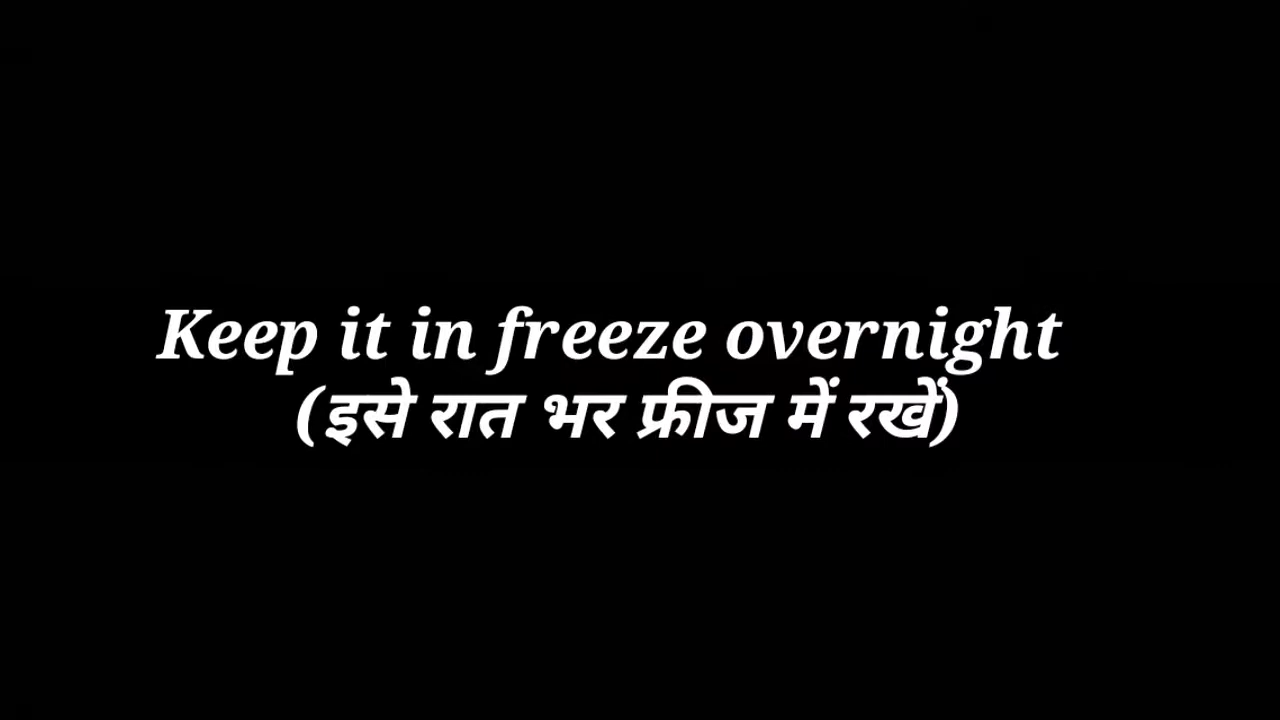 Keep it in freeze overnight
(इसे रात भर फ्रीज में रखें)